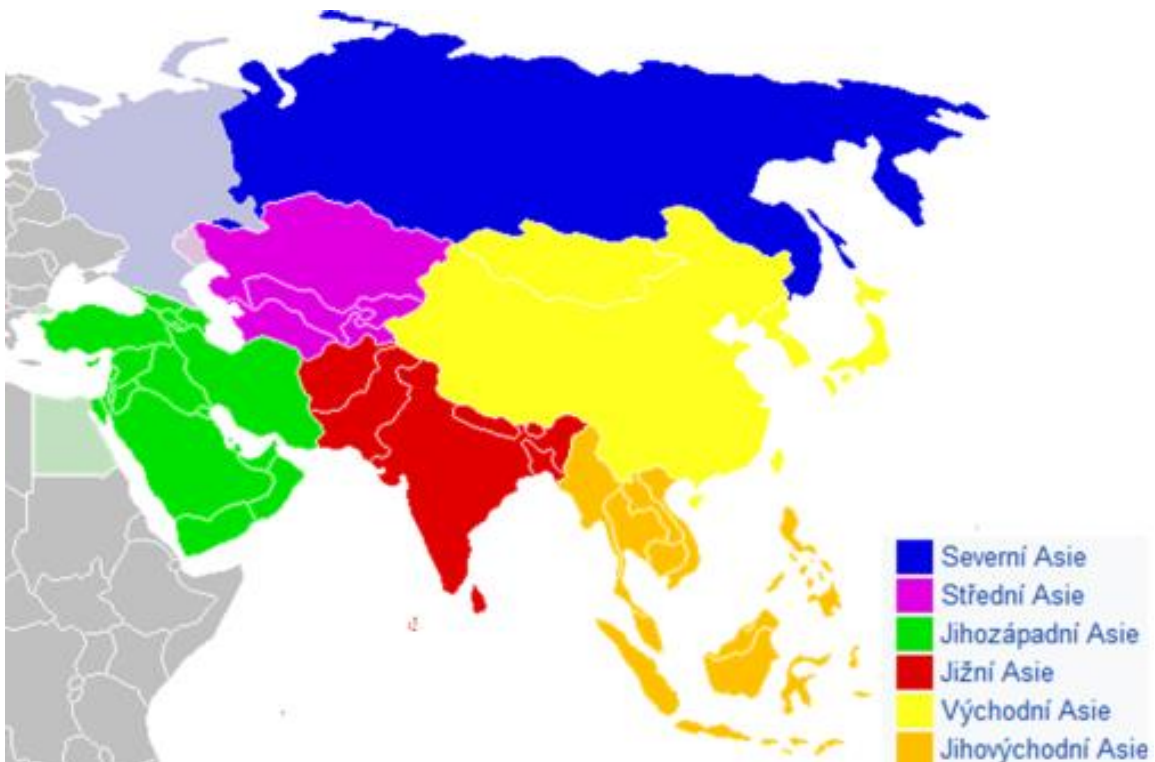 Severní Asie
Střední Asie
Jihozápadní Asie
Jižní Asie
Východní Asie
Jihovýchodní Asie